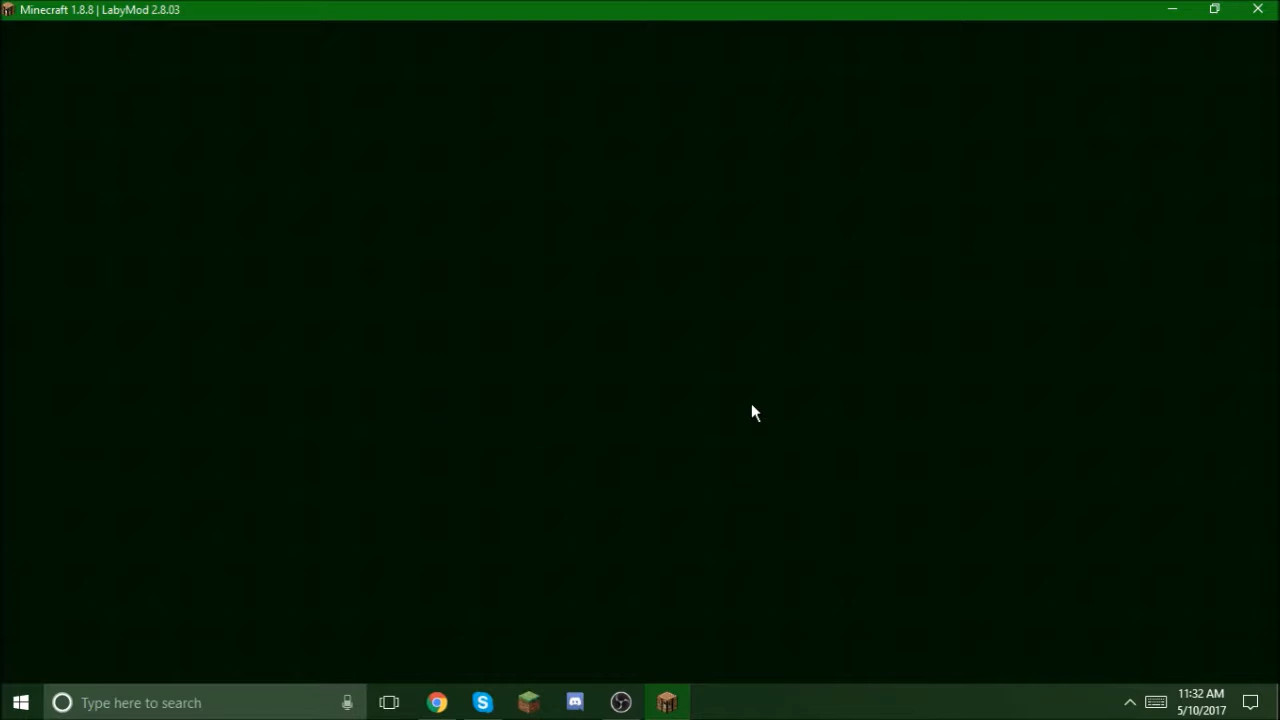 Minecraft 1.8.8 | LabyMod 2.8.03
Type here to search
11:32 AM
5/10/2017